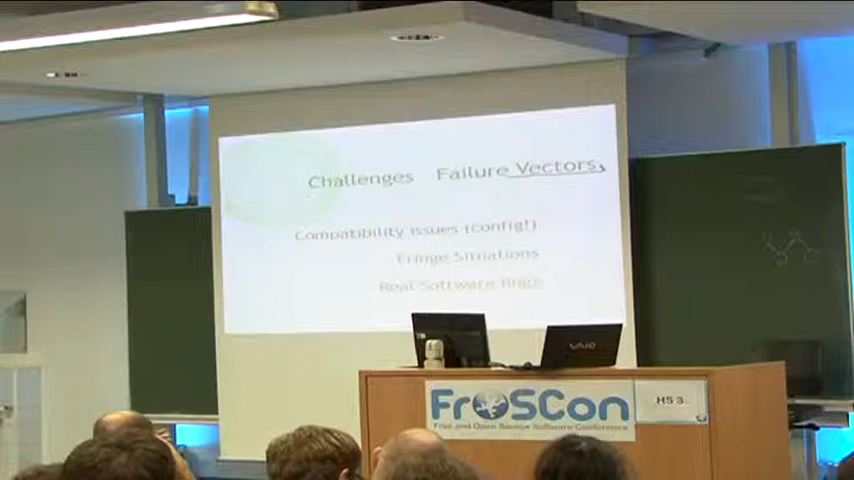 Challenges Failure Vectors
Compatibility issues (config!)
Fringe Situations
Real Software Bugs
VAIO
FrOSCon
Free and Open Source Software Conference
HS 3